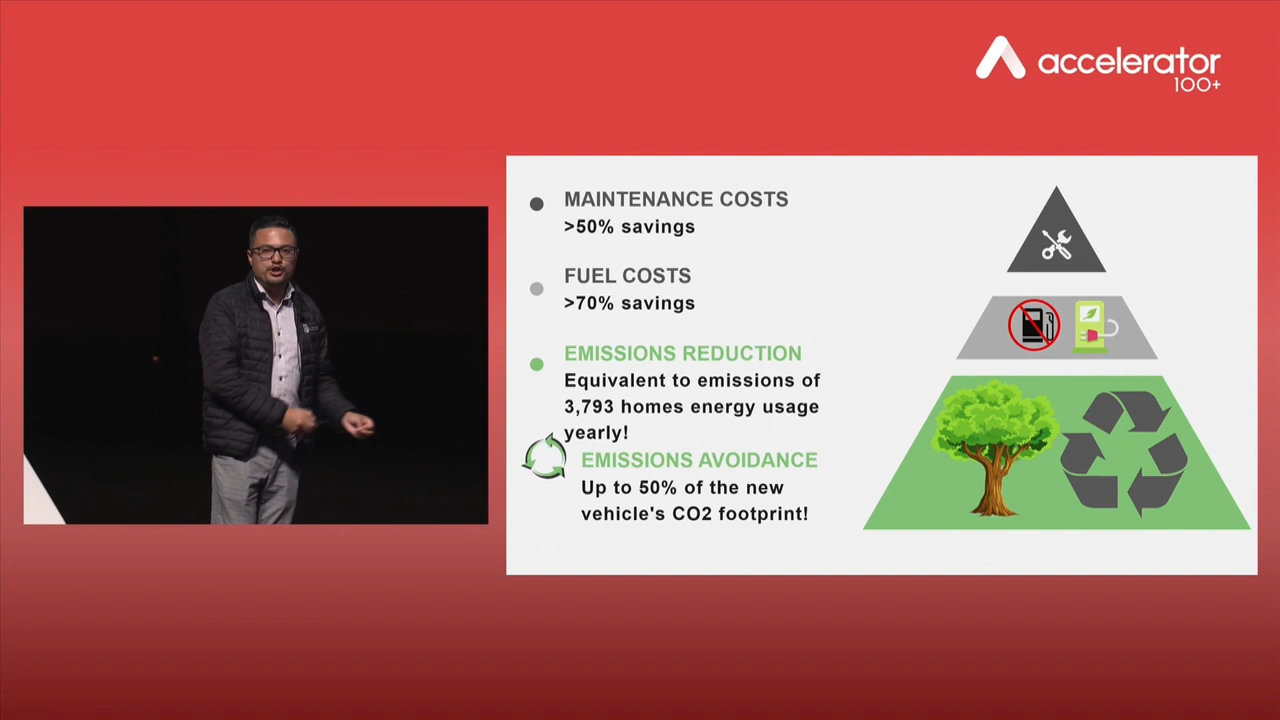 accelerator
100+
MAINTENANCE COSTS
>50% savings
FUEL COSTS
>70% savings
EMISSIONS REDUCTION
Equivalent to emissions of
3,793 homes energy usage
yearly!
EMISSIONS AVOIDANCE
Up to 50% of the new
vehicle's CO2 footprint!